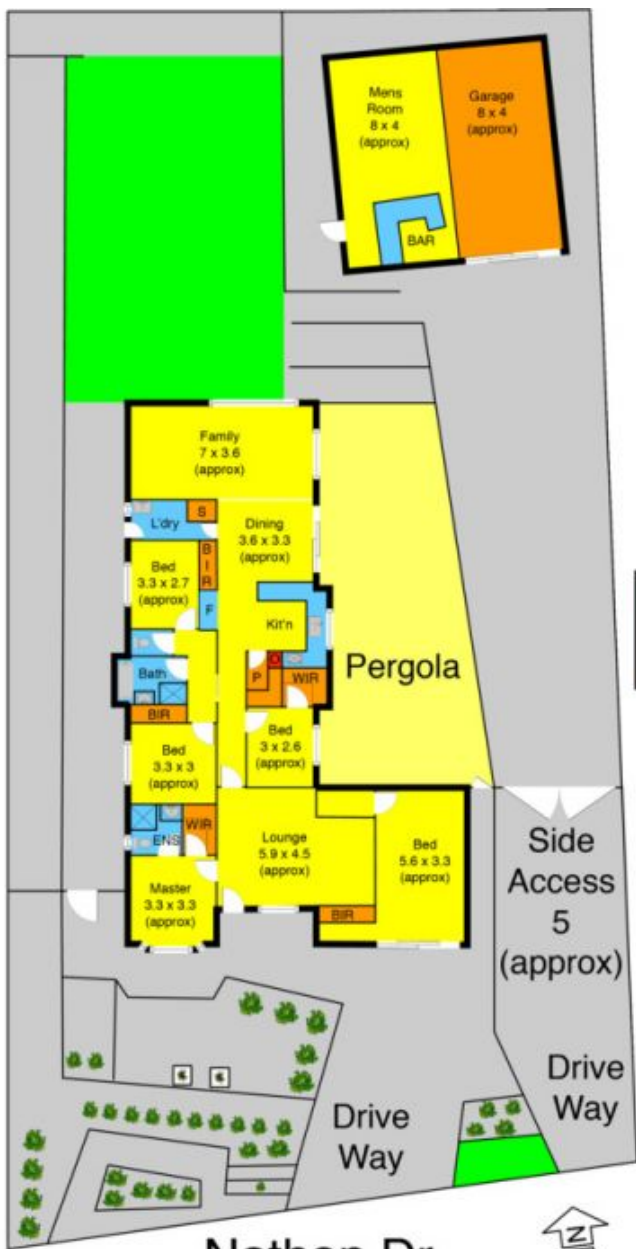 Mens
Room
8 x 4
(approx)
Garage
8 x 4
(approx)
BAR
Family
7 x 3.6
(approx)
L'dry
S
Dining
3.6 x 3.3
(approx)
Bed
3.3 x 2.7
(approx)
B
I
R
F
Kit'n
Bath
P
O
WIR
Pergola
BIR
Bed
3.3 x 3
(approx)
Bed
3 x 2.6
(approx)
ENS
WIR
Lounge
5.9 x 4.5
(approx)
Bed
5.6 x 3.3
(approx)
Side
Access
5
(approx)
Master
3.3 x 3.3
(approx)
BIR
Drive
Way
Drive
Way
Nathan Dr
N